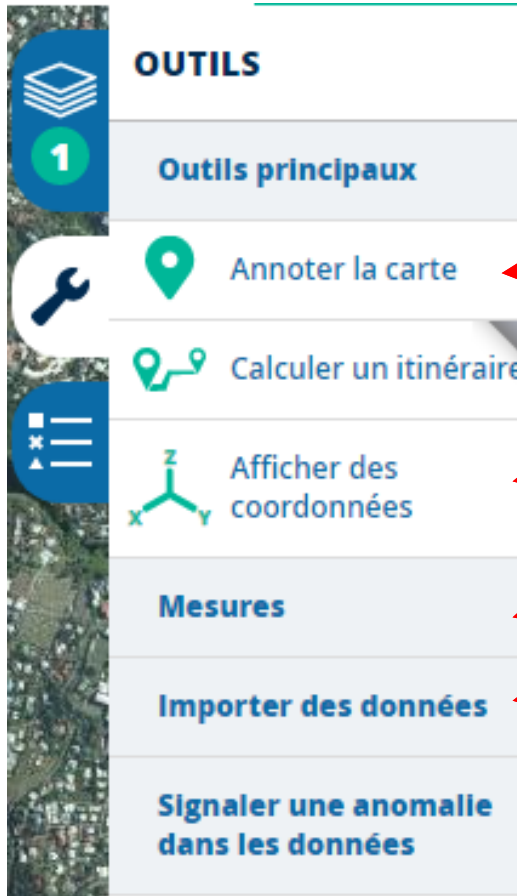 OUTILS
1
Outils principaux
Annoter la carte
Calculer un itinéraire
Z
Afficher des
X Y coordonnées
Mesures
Importer des données
Signaler une anomalie
dans les données